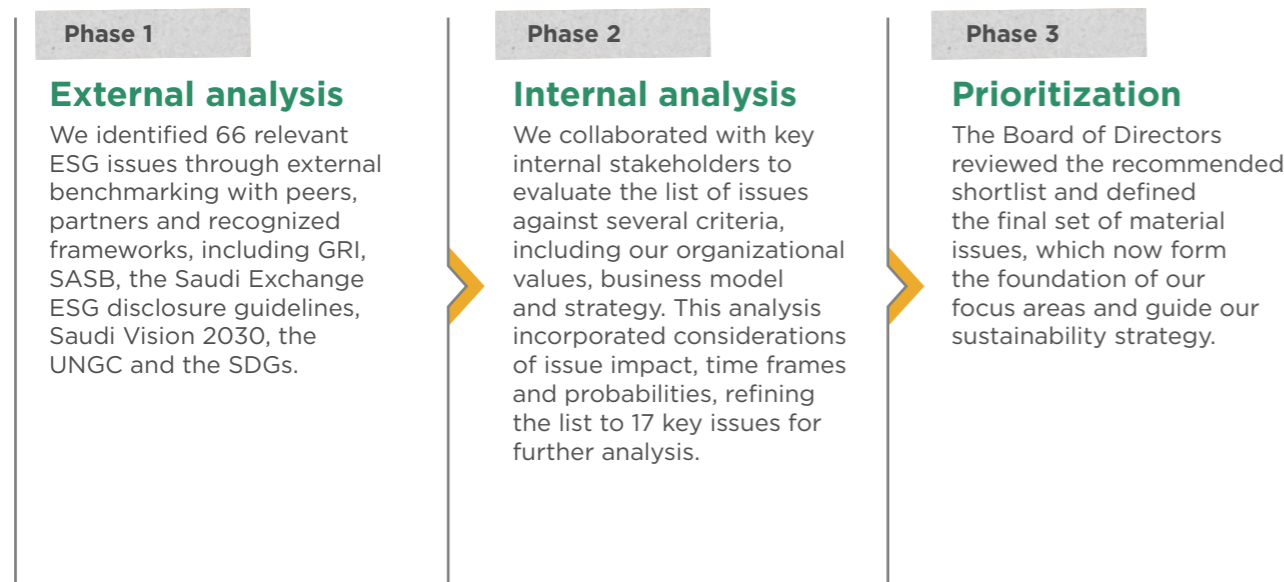 Phase 1
External analysis
We identified 66 relevant
ESG issues through external
benchmarking with peers,
partners and recognized
frameworks, including GRI,
SASB, the Saudi Exchange
ESG disclosure guidelines,
Saudi Vision 2030, the
UNGC and the SDGs.
Phase 2
Internal analysis
We collaborated with key
internal stakeholders to
evaluate the list of issues
against several criteria,
including our organizational
values, business model
and strategy. This analysis
incorporated considerations
of issue impact, time frames
and probabilities, refining
the list to 17 key issues for
further analysis.
Phase 3
Prioritization
The Board of Directors
reviewed the recommended
shortlist and defined
the final set of material
issues, which now form
the foundation of our
focus areas and guide our
sustainability strategy.